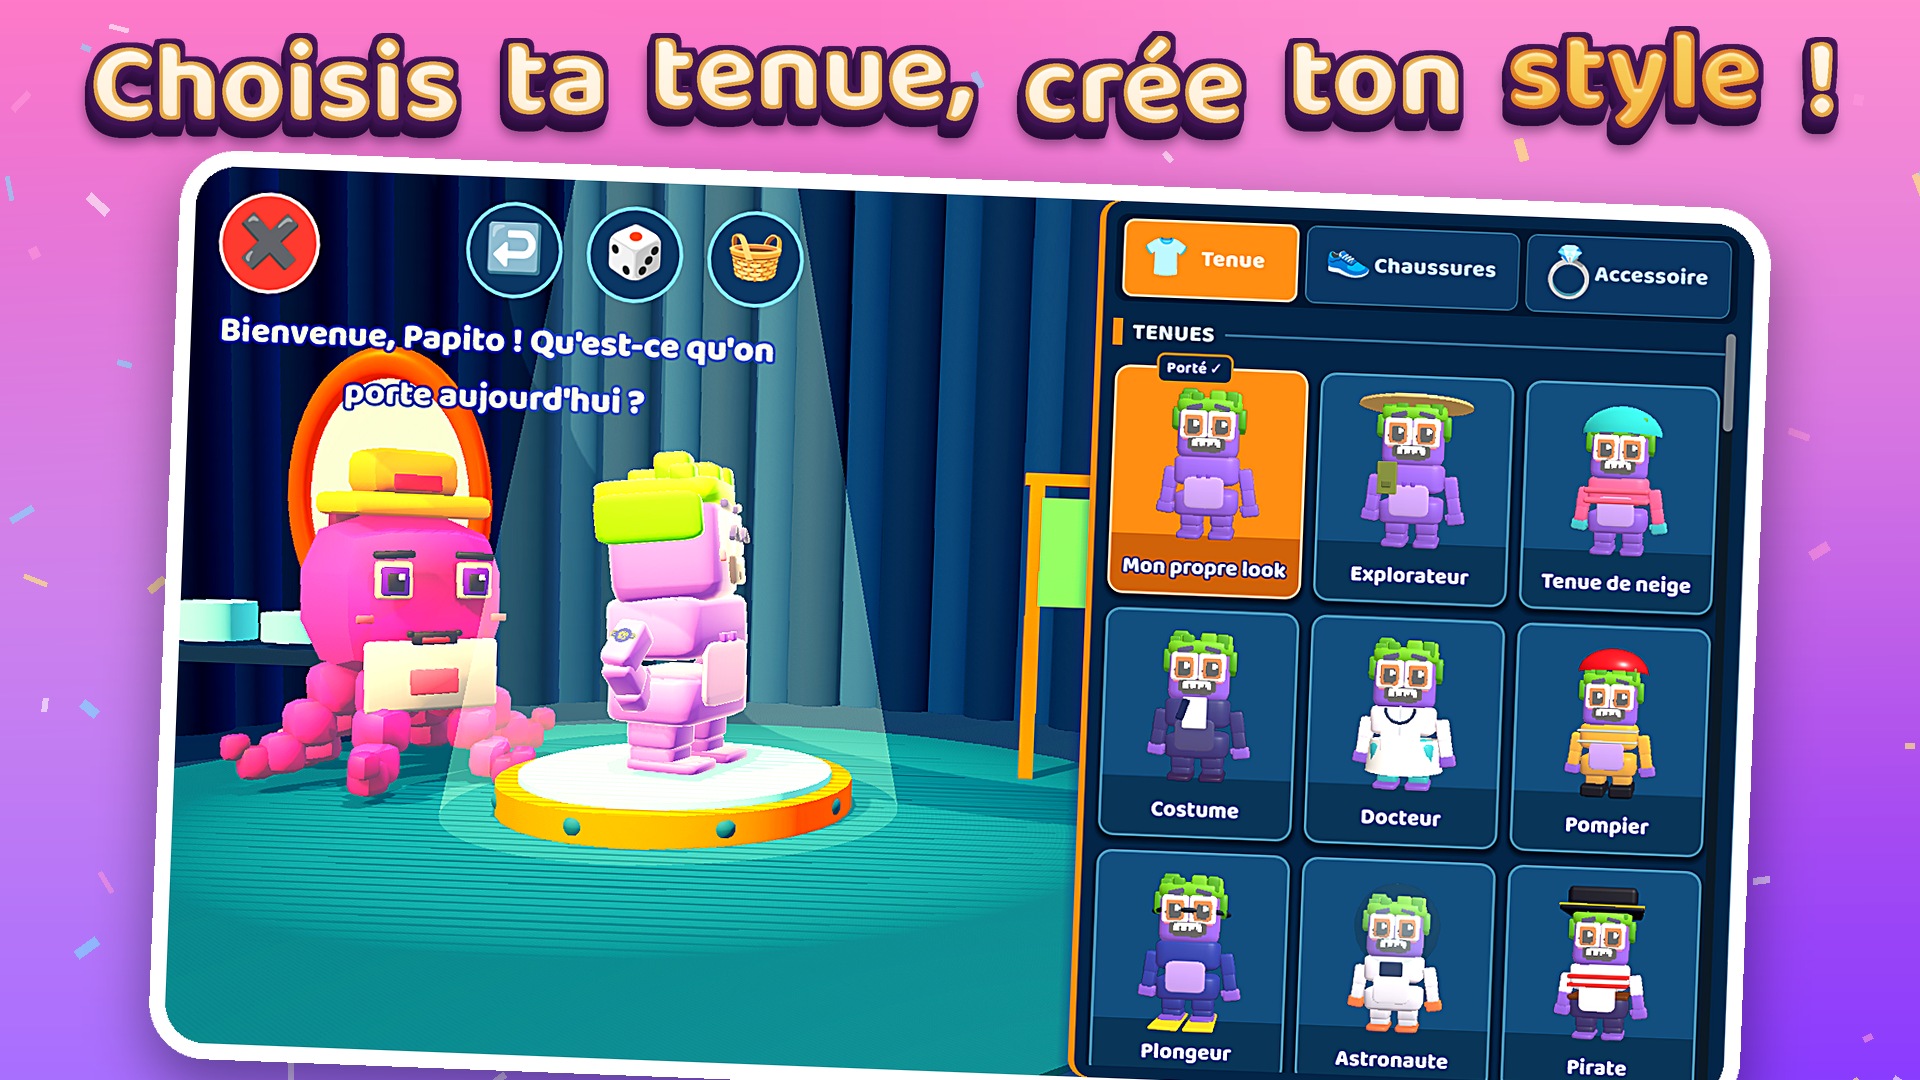 Choisis ta tenue, crée ton style !
Bienvenue, Papito ! Qu'est-ce qu'on
porte aujourd'hui ?
Tenue
Chaussures
Accessoire
TENUES
Porté ✓
Mon propre look
Explorateur
Tenue de neige
Costume
Docteur
Pompier
Plongeur
Astronaute
Pirate